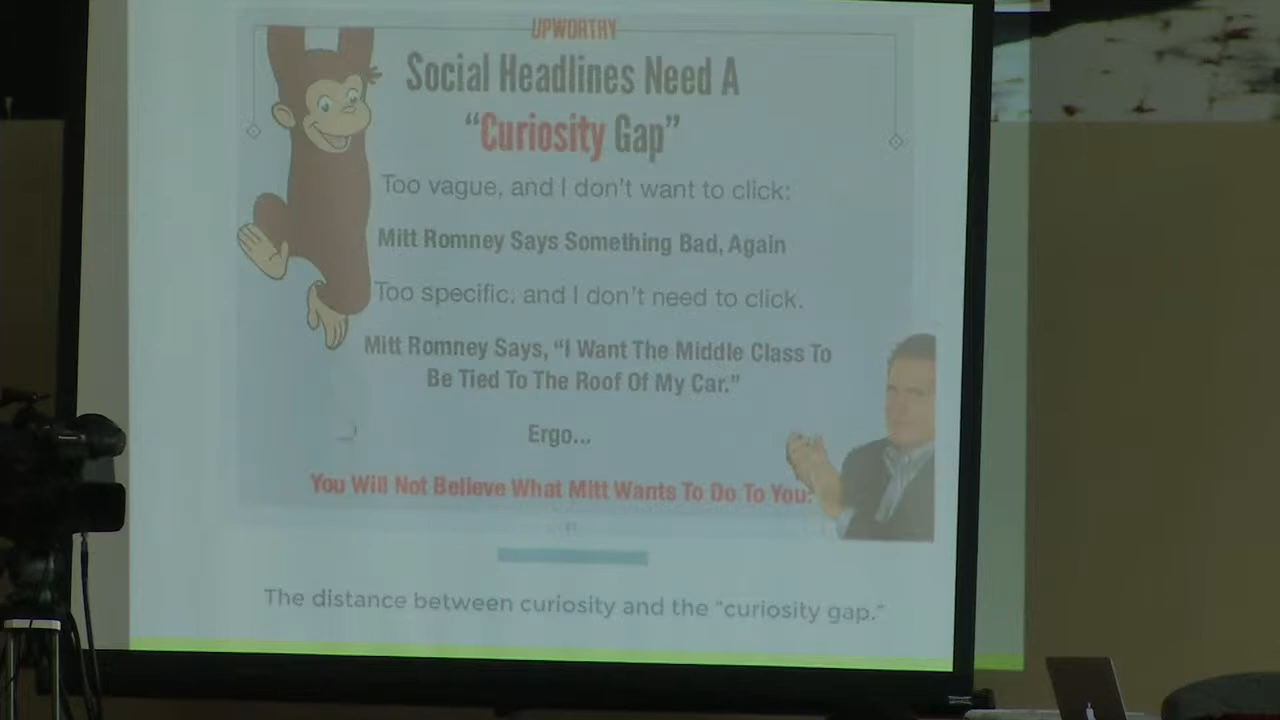 UPWORTHY
Social Headlines Need A
“Curiosity Gap”
Too vague, and I don't want to click:
Mitt Romney Says Something Bad, Again
Too specific, and I don't need to click.
Mitt Romney Says, “I Want The Middle Class To
Be Tied To The Roof Of My Car.”
Ergo...
You Will Not Believe What Mitt Wants To Do To You.
The distance between curiosity and the "curiosity gap."